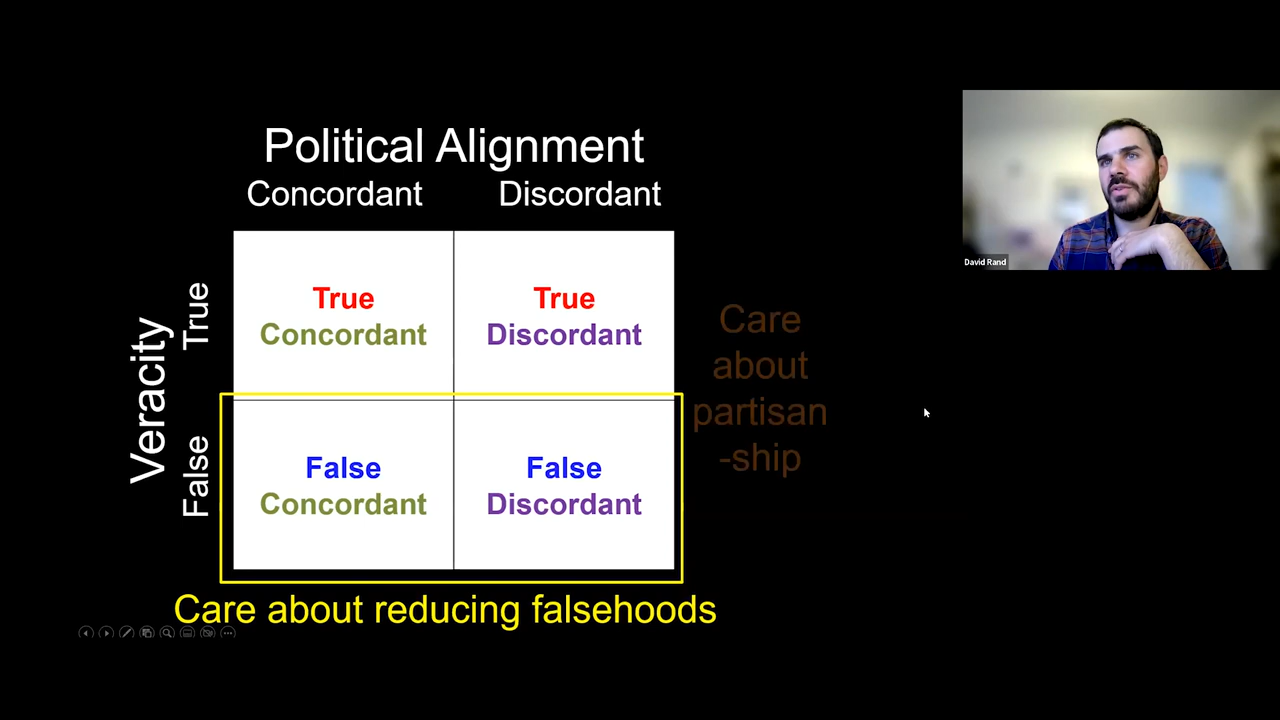 Political Alignment
Concordant Discordant
Veracity
True
False
True
Concordant
True
Discordant
False
Concordant
False
Discordant
Care
about
partisan
-ship
Care about reducing falsehoods
David Rand